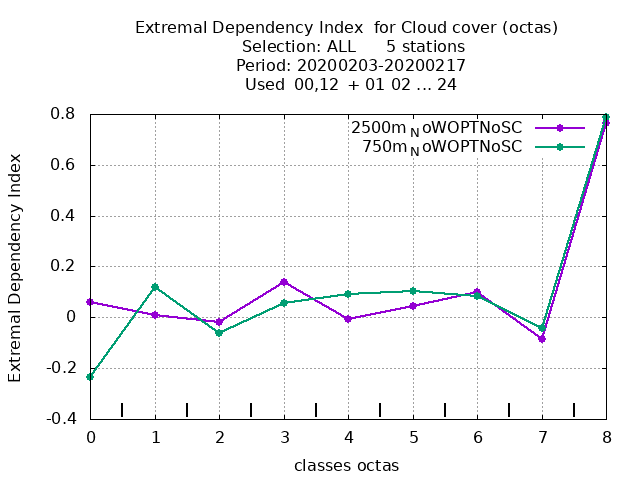 Extremal Dependency Index  for Cloud cover (octas)
Selection: ALL      5 stations
Period: 20200203-20200217
Used  00,12  + 01 02 ... 24
2500m_NoWOPTNoSC
750m_NoWOPTNoSC
Extremal Dependency Index
0.8
0.6
0.4
0.2
0
-0.2
-0.4
0 1 2 3 4 5 6 7 8
classes octas